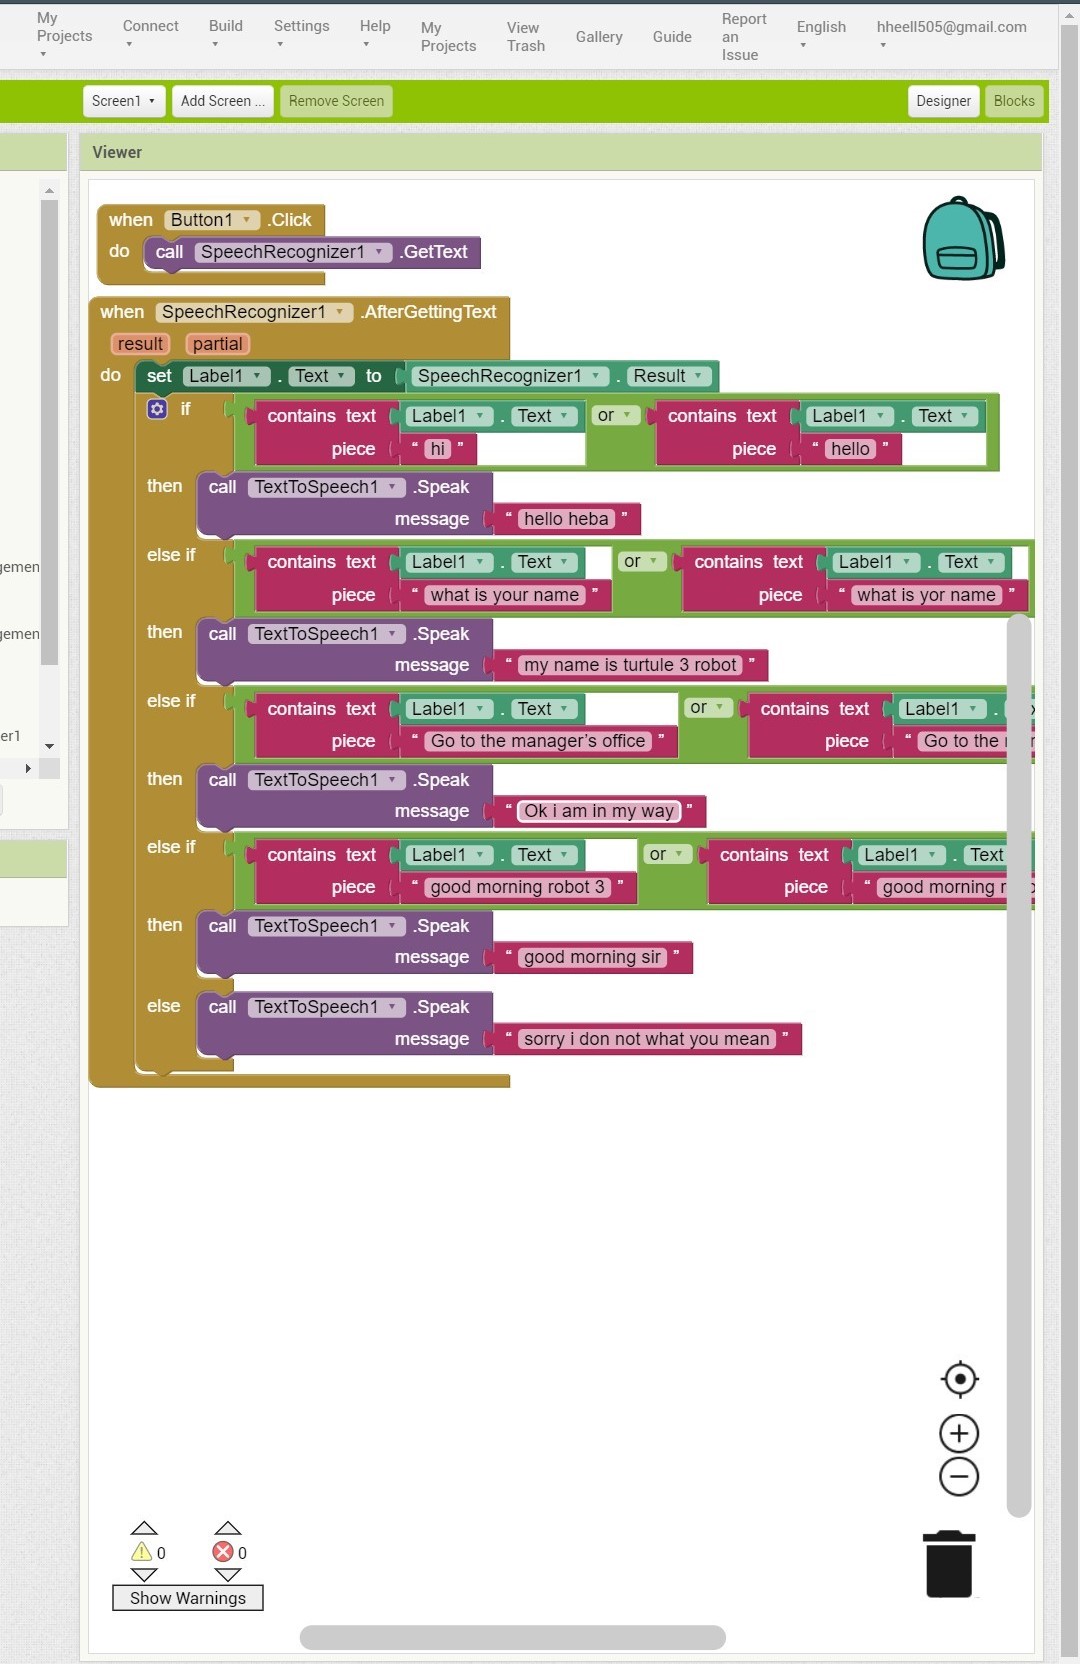 My Projects
Connect
Build
Settings
Help
My Projects
View Trash
Gallery
Guide
Report an Issue
English
hheell505@gmail.com
Screen1 Add Screen ... Remove Screen Designer Blocks
Viewer
when Button1 .Click
do call SpeechRecognizer1 .GetText
when SpeechRecognizer1 .AfterGettingText
result partial
do set Label1 . Text to SpeechRecognizer1 . Result
if contains text Label1 . Text or contains text Label1 . Text
piece “ hi ” piece “ hello ”
then call TextToSpeech1 .Speak
message “ hello heba ”
else if contains text Label1 . Text or contains text Label1 . Text
piece “ what is your name ” piece “ what is yor name ”
then call TextToSpeech1 .Speak
message “ my name is turtule 3 robot ”
else if contains text Label1 . Text or contains text Label1 .
piece “ Go to the manager’s office ” piece “ Go to the
then call TextToSpeech1 .Speak
message “ Ok i am in my way ”
else if contains text Label1 . Text or contains text Label1 . Text
piece “ good morning robot 3 ” piece “ good morning
then call TextToSpeech1 .Speak
message “ good morning sir ”
else call TextToSpeech1 .Speak
message “ sorry i don not what you mean ”
gemen
gemen
er1
0 0
Show Warnings